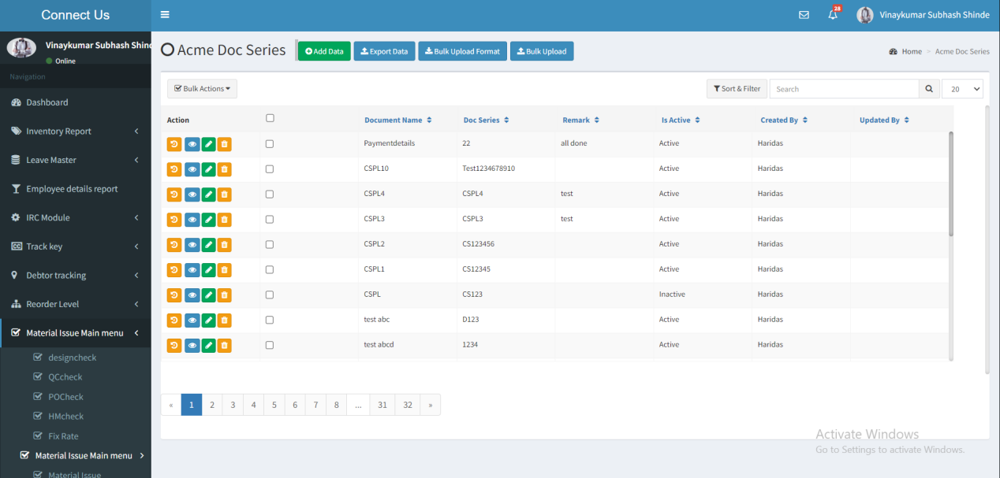 Connect Us
28
Vinaykumar Subhash Shinde
Vinaykumar Subhash Shind
Online
Navigation
Dashboard
Inventory Report
Leave Master
Employee details report
IRC Module
Track key
Debtor tracking
Reorder Level
Material Issue Main menu
designcheck
QCcheck
POCheck
HMcheck
Fix Rate
Material Issue Main menu
Material Issue
Acme Doc Series
Add Data
Export Data
Bulk Upload Format
Bulk Upload
Home > Acme Doc Series
Bulk Actions
Sort & Filter
Search
20
Action Document Name Doc Series Remark Is Active Created By Updated By
Paymentdetails 22 all done Active Haridas
CSPL10 Test1234678910 Active Haridas
CSPL4 CSPL4 test Active Haridas
CSPL3 CSPL3 test Active Haridas
CSPL2 CS123456 Active Haridas
CSPL1 CS12345 Active Haridas
CSPL CS123 Inactive Haridas
test abc D123 Active Haridas
test abcd 1234 Active Haridas
« 1 2 3 4 5 6 7 8 ... 31 32 »
Activate Windows
Go to Settings to activate Windows.